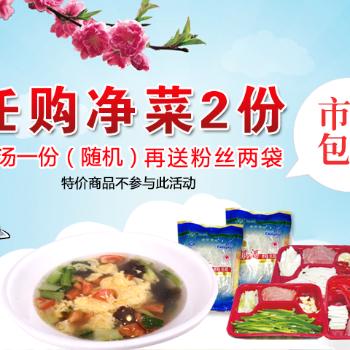 任购净菜2份
汤一份（随机）再送粉丝两袋
特价商品不参与此活动
市
包